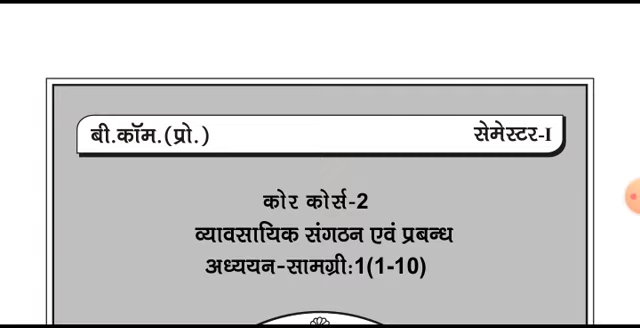 बी.कॉम.(प्रो.) सेमेस्टर-I
कोर कोर्स-2
व्यावसायिक संगठन एवं प्रबन्ध
अध्ययन-सामग्री:1(1-10)